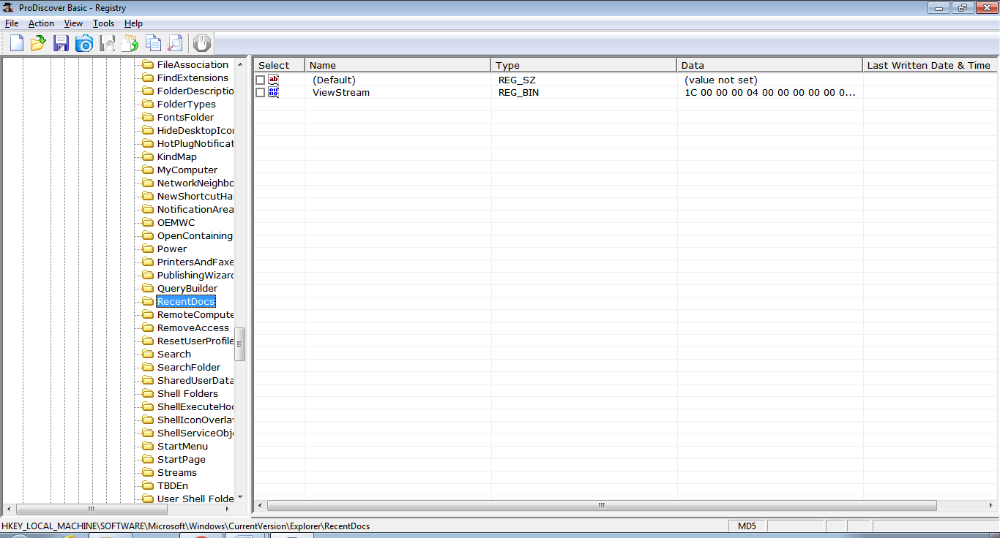 ProDiscover Basic - Registry
File Action View Tools Help
FileAssociation
FindExtensions
FolderDescriptio
FolderTypes
FontsFolder
HideDesktopIcon
HotPlugNotificat
KindMap
MyComputer
NetworkNeighbo
NewShortcutHa
NotificationArea
OEMWC
OpenContaining
Power
PrintersAndFaxe
PublishingWizard
QueryBuilder
RecentDocs
RemoteCompute
RemoveAccess
ResetUserProfile
Search
SearchFolder
SharedUserData
Shell Folders
ShellExecuteHoo
ShellIconOverla
ShellServiceObj
StartMenu
StartPage
Streams
TBDEn
User Shell Folde
Select Name Type Data Last Written Date & Time
ab (Default) REG_SZ (value not set)
ViewStream REG_BIN 1C 00 00 00 04 00 00 00 00 00 0...
HKEY_LOCAL_MACHINE\SOFTWARE\Microsoft\Windows\CurrentVersion\Explorer\RecentDocs MD5